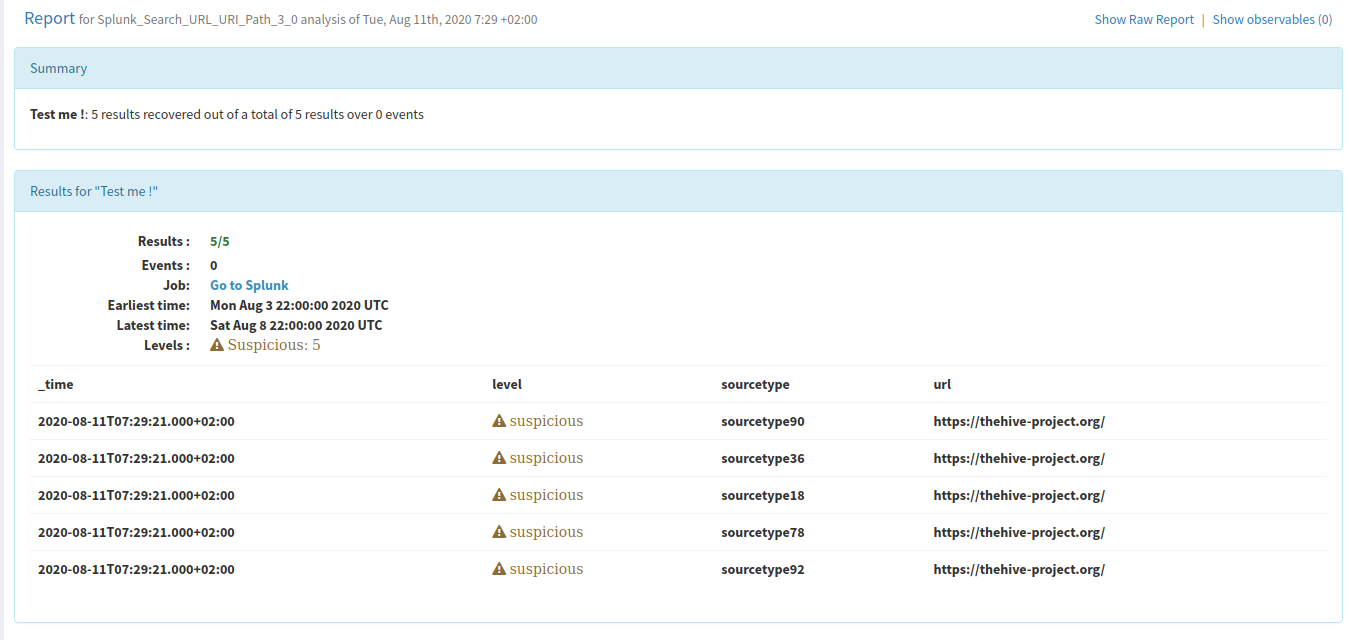 Report for Splunk_Search_URL_URI_Path_3_0 analysis of Tue, Aug 11th, 2020 7:29 +02:00 Show Raw Report | Show observables (0)
Summary
Test me !: 5 results recovered out of a total of 5 results over 0 events
Results for "Test me !"
Results : 5/5
Events : 0
Job: Go to Splunk
Earliest time: Mon Aug 3 22:00:00 2020 UTC
Latest time: Sat Aug 8 22:00:00 2020 UTC
Levels : Suspicious: 5
_time level sourcetype url
2020-08-11T07:29:21.000+02:00 suspicious sourcetype90 https://thehive-project.org/
2020-08-11T07:29:21.000+02:00 suspicious sourcetype36 https://thehive-project.org/
2020-08-11T07:29:21.000+02:00 suspicious sourcetype18 https://thehive-project.org/
2020-08-11T07:29:21.000+02:00 suspicious sourcetype78 https://thehive-project.org/
2020-08-11T07:29:21.000+02:00 suspicious sourcetype92 https://thehive-project.org/